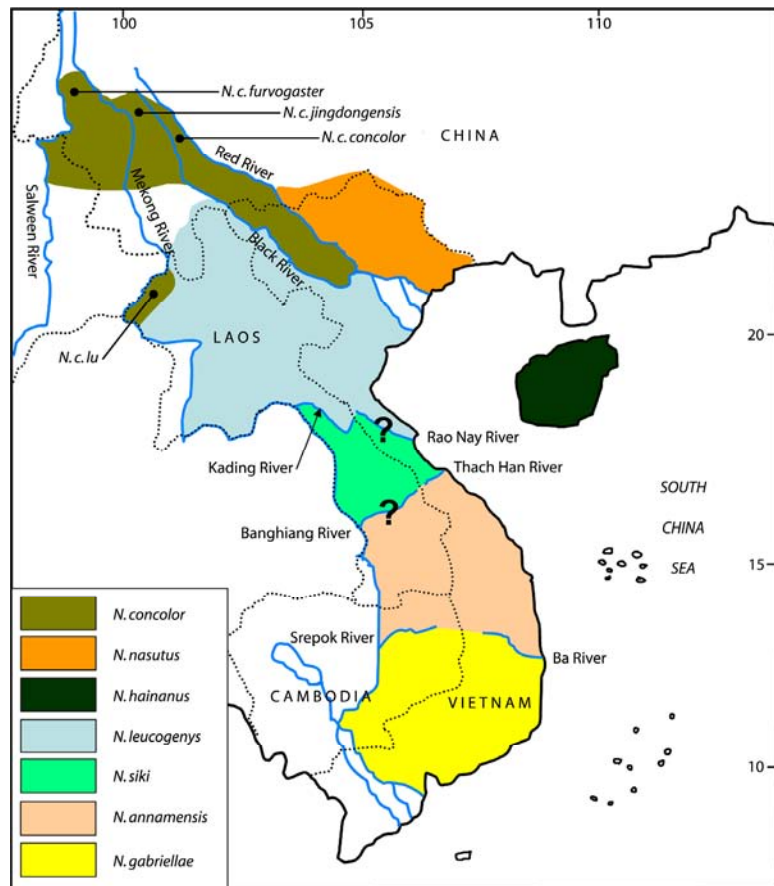 100
105
110
N. c. furvogaster
N. c. jingdongensis
N. c. concolor
CHINA
Red River
Salween River
Mekong River
Black River
20
LAOS
N. c. lu
?
Rao Nay River
Kading River
Thach Han River
SOUTH
CHINA
SEA
?
Banghiang River
15
Srepok River
Ba River
CAMBODIA
VIETNAM
10
N. concolor
N. nasutus
N. hainanus
N. leucogenys
N. siki
N. annamensis
N. gabriellae